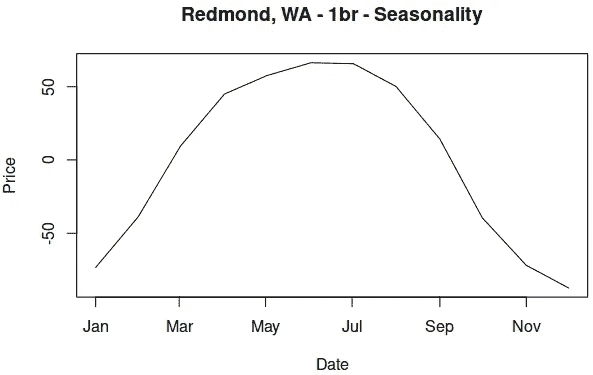 Redmond, WA - 1br - Seasonality
Price
50
0
-50
Jan Mar May Jul Sep Nov
Date